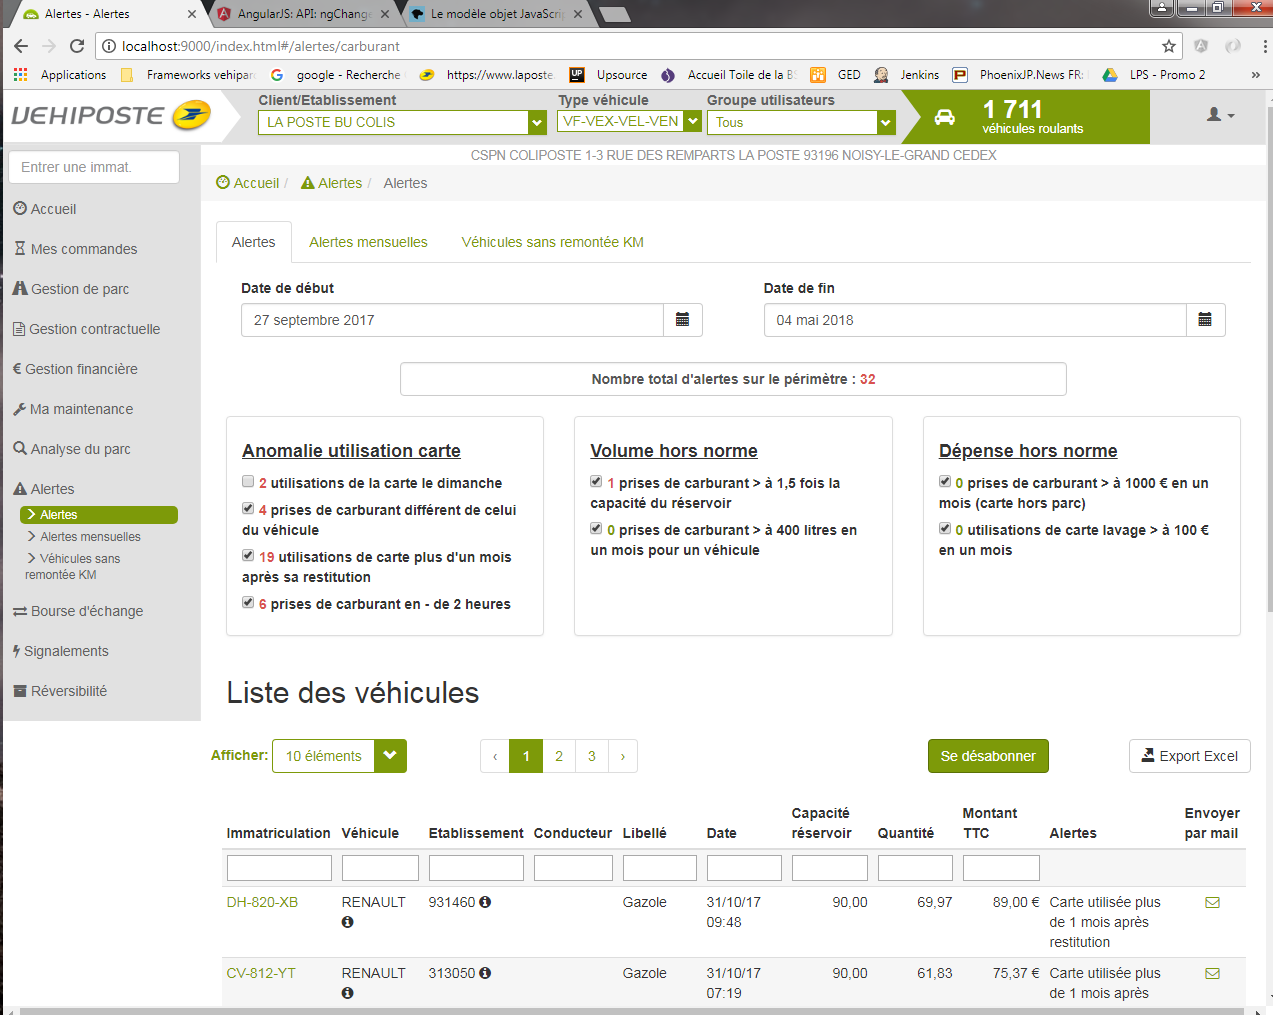 Alertes - Alertes
AngularJS: API: ngChange
Le modèle objet JavaScrip
localhost:9000/index.html#/alertes/carburant
Applications
Frameworks vehipar
google - Recherche
https://www.laposte.
Upsource
Accueil Toile de la B
GED
Jenkins
PhoenixJP.News FR:
LPS - Promo 2
»
VEHIPOSTE
Client/Etablissement
LA POSTE BU COLIS
Type véhicule
VF-VEX-VEL-VEN
Groupe utilisateurs
Tous
1 711
véhicules roulants
CSPN COLIPOSTE 1-3 RUE DES REMPARTS LA POSTE 93196 NOISY-LE-GRAND CEDEX
Entrer une immat.
Accueil
Mes commandes
Gestion de parc
Gestion contractuelle
€ Gestion financière
Ma maintenance
Analyse du parc
Alertes
Alertes
Alertes mensuelles
Véhicules sans
remontée KM
Bourse d'échange
Signalements
Réversibilité
Accueil / Alertes / Alertes
Alertes
Alertes mensuelles
Véhicules sans remontée KM
Date de début
27 septembre 2017
Date de fin
04 mai 2018
Nombre total d'alertes sur le périmètre : 32
Anomalie utilisation carte
2 utilisations de la carte le dimanche
4 prises de carburant différent de celui
du véhicule
19 utilisations de carte plus d'un mois
après sa restitution
6 prises de carburant en - de 2 heures
Volume hors norme
1 prises de carburant > à 1,5 fois la
capacité du réservoir
0 prises de carburant > à 400 litres en
un mois pour un véhicule
Dépense hors norme
0 prises de carburant > à 1000 € en un
mois (carte hors parc)
0 utilisations de carte lavage > à 100 €
en un mois
Liste des véhicules
Afficher: 10 éléments
‹ 1 2 3 ›
Se désabonner
Export Excel
Immatriculation Véhicule Etablissement Conducteur Libellé Date Capacité réservoir Quantité Montant TTC Alertes Envoyer par mail
DH-820-XB RENAULT 931460 Gazole 31/10/17 90,00 69,97 89,00 € Carte utilisée plus
09:48 de 1 mois après
restitution
CV-812-YT RENAULT 313050 Gazole 31/10/17 90,00 61,83 75,37 € Carte utilisée plus
07:19 de 1 mois après